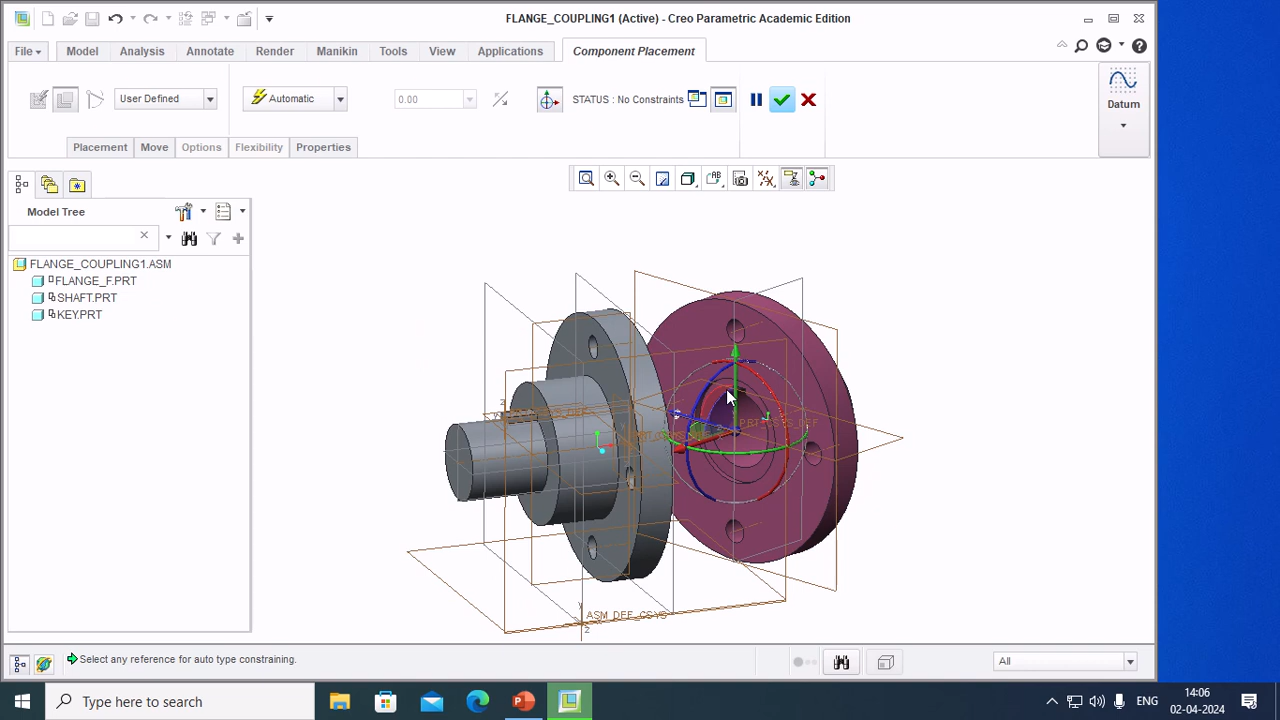 FLANGE_COUPLING1 (Active) - Creo Parametric Academic Edition
File Model Analysis Annotate Render Manikin Tools View Applications Component Placement
User Defined Automatic 0.00 STATUS : No Constraints
Datum
Placement Move Options Flexibility Properties
Model Tree
FLANGE_COUPLING1.ASM
FLANGE_F.PRT
SHAFT.PRT
KEY.PRT
ASM_DEF_CSYS
Z
Select any reference for auto type constraining.
All
Type here to search
ENG
14:06
02-04-2024